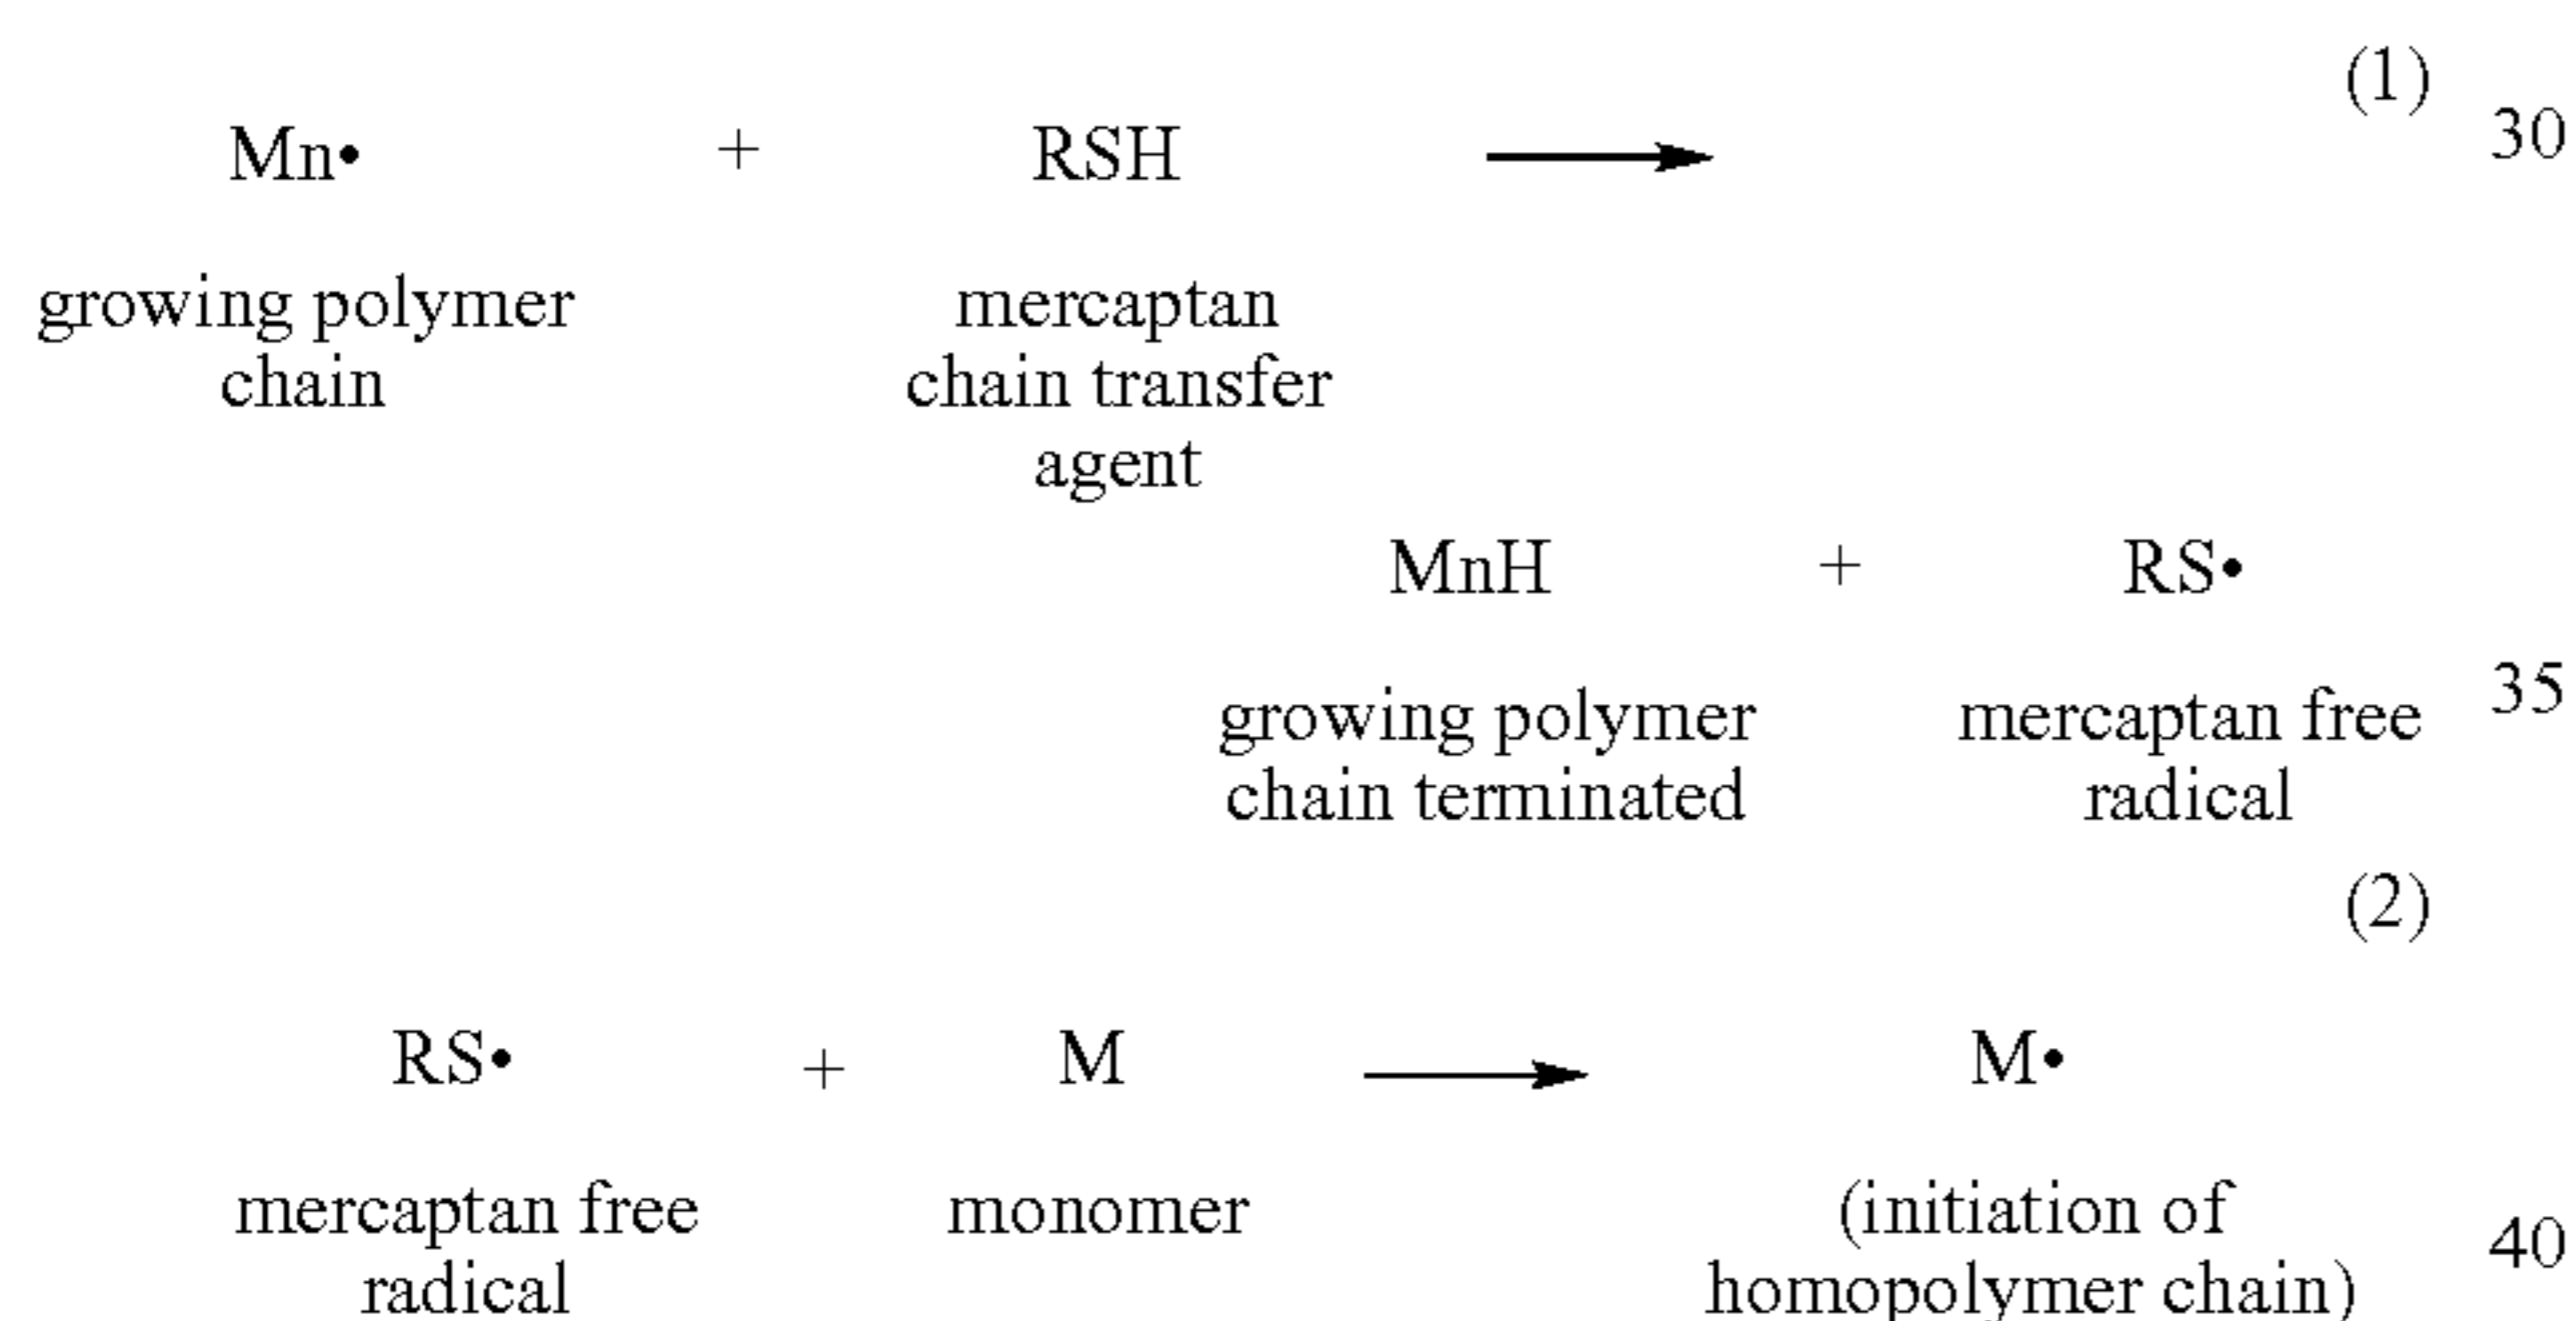 (1)
30
Mn• + RSH
growing polymer mercaptan
chain chain transfer
agent
MnH + RS•
35
growing polymer mercaptan free
chain terminated radical
(2)
RS• + M M•
mercaptan free monomer (initiation of
40
radical homopolymer chain)